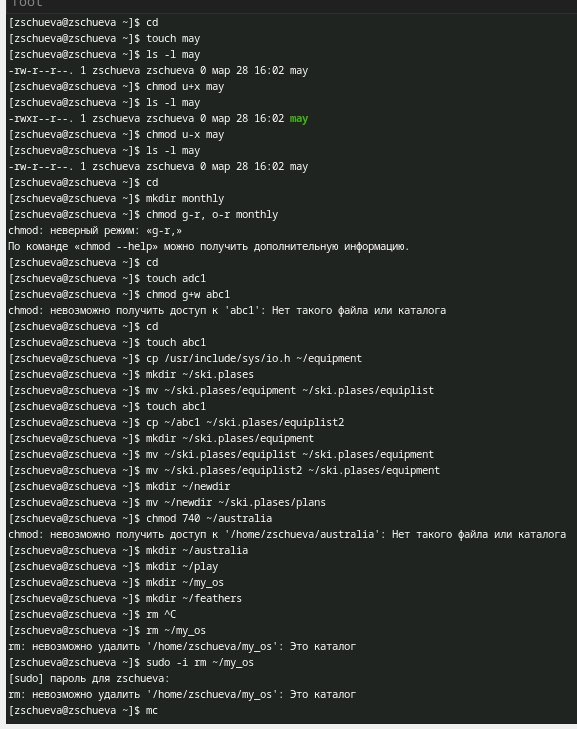 root
[zschueva@zschueva ~]$ cd
[zschueva@zschueva ~]$ touch may
[zschueva@zschueva ~]$ ls -l may
-rw-r--r--. 1 zschueva zschueva 0 мар 28 16:02 may
[zschueva@zschueva ~]$ chmod u+x may
[zschueva@zschueva ~]$ ls -l may
-rwxr--r--. 1 zschueva zschueva 0 мар 28 16:02 may
[zschueva@zschueva ~]$ chmod u-x may
[zschueva@zschueva ~]$ ls -l may
-rw-r--r--. 1 zschueva zschueva 0 мар 28 16:02 may
[zschueva@zschueva ~]$ cd
[zschueva@zschueva ~]$ mkdir monthly
[zschueva@zschueva ~]$ chmod g-r, o-r monthly
chmod: неверный режим: «g-r,»
По команде «chmod --help» можно получить дополнительную информацию.
[zschueva@zschueva ~]$ cd
[zschueva@zschueva ~]$ touch adc1
[zschueva@zschueva ~]$ chmod g+w abc1
chmod: невозможно получить доступ к 'abc1': Нет такого файла или каталога
[zschueva@zschueva ~]$ cd
[zschueva@zschueva ~]$ touch abc1
[zschueva@zschueva ~]$ cp /usr/include/sys/io.h ~/equipment
[zschueva@zschueva ~]$ mkdir ~/ski.plases
[zschueva@zschueva ~]$ mv ~/ski.plases/equipment ~/ski.plases/equiplist
[zschueva@zschueva ~]$ touch abc1
[zschueva@zschueva ~]$ cp ~/abc1 ~/ski.plases/equiplist2
[zschueva@zschueva ~]$ mkdir ~/ski.plases/equipment
[zschueva@zschueva ~]$ mv ~/ski.plases/equiplist ~/ski.plases/equipment
[zschueva@zschueva ~]$ mv ~/ski.plases/equiplist2 ~/ski.plases/equipment
[zschueva@zschueva ~]$ mkdir ~/newdir
[zschueva@zschueva ~]$ mv ~/newdir ~/ski.plases/plans
[zschueva@zschueva ~]$ chmod 740 ~/australia
chmod: невозможно получить доступ к '/home/zschueva/australia': Нет такого файла или каталога
[zschueva@zschueva ~]$ mkdir ~/australia
[zschueva@zschueva ~]$ mkdir ~/play
[zschueva@zschueva ~]$ mkdir ~/my_os
[zschueva@zschueva ~]$ mkdir ~/feathers
[zschueva@zschueva ~]$ rm ^C
[zschueva@zschueva ~]$ rm ~/my_os
rm: невозможно удалить '/home/zschueva/my_os': Это каталог
[zschueva@zschueva ~]$ sudo -i rm ~/my_os
[sudo] пароль для zschueva:
rm: невозможно удалить '/home/zschueva/my_os': Это каталог
[zschueva@zschueva ~]$ mc